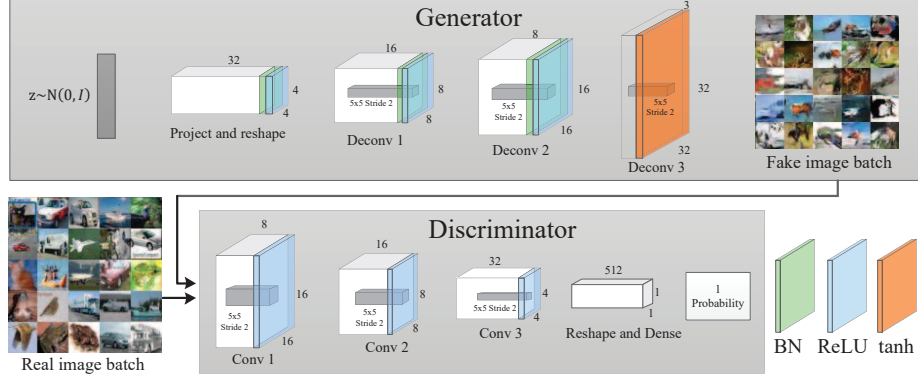 Generator
z~N(0,I)
32
4
4
Project and reshape
16
5x5 Stride 2
8
8
Deconv 1
8
5x5 Stride 2
16
16
Deconv 2
3
5x5
Stride 2
32
32
Deconv 3
Fake image batch
Real image batch
Discriminator
8
5x5
Stride 2
16
16
Conv 1
16
5x5
Stride 2
8
8
Conv 2
32
5x5 Stride 2
4
4
Conv 3
512
1
1
Reshape and Dense
1
Probability
BN
ReLU
tanh